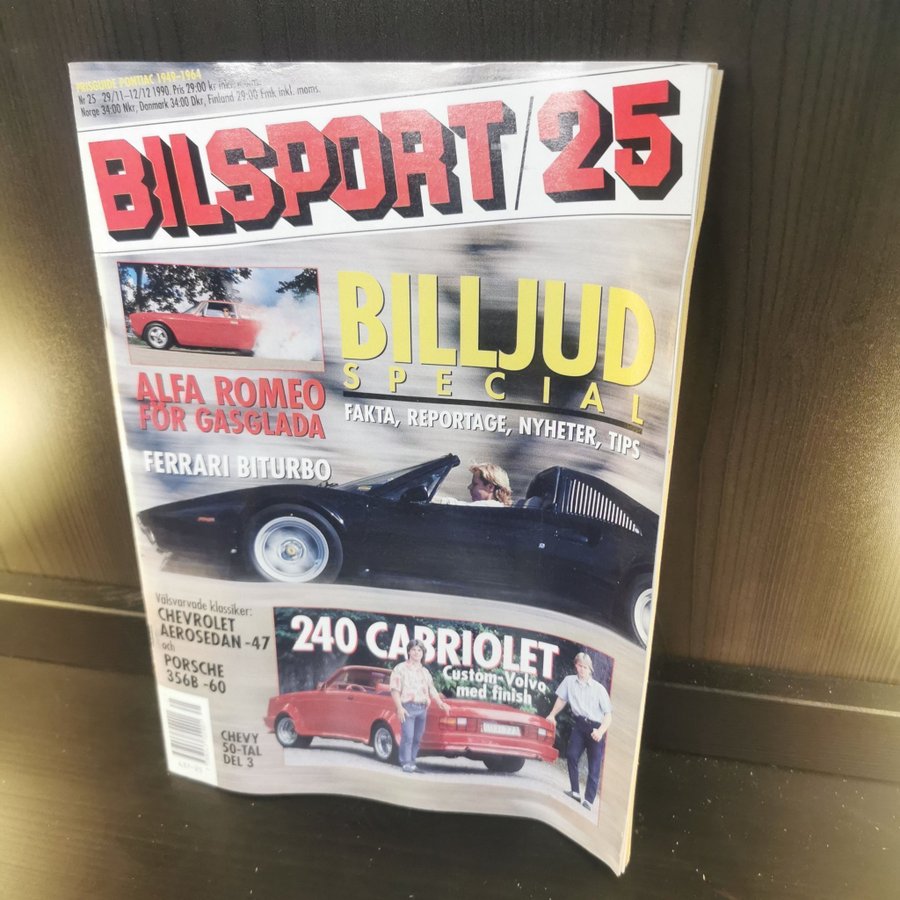 PRISGUIDE PONTIAC 1949-1964
Nr 25 29/11-12/12 1990. Pris 29:00 kr inkl. moms.
Norge 34:00 Nkr, Danmark 34:00 Dkr, Finland 29:00 Fmk inkl. moms.
BILSPORT/25
BILLJUD
SPECIAL
FAKTA, REPORTAGE, NYHETER, TIPS
ALFA ROMEO
FÖR GASGLADA
FERRARI BITURBO
Välsvarvade klassiker:
CHEVROLET
AEROSEDAN -47
och
PORSCHE
356B -60
240 CABRIOLET
Custom-Volvo
med finish
CHEVY
50-TAL
DEL 3